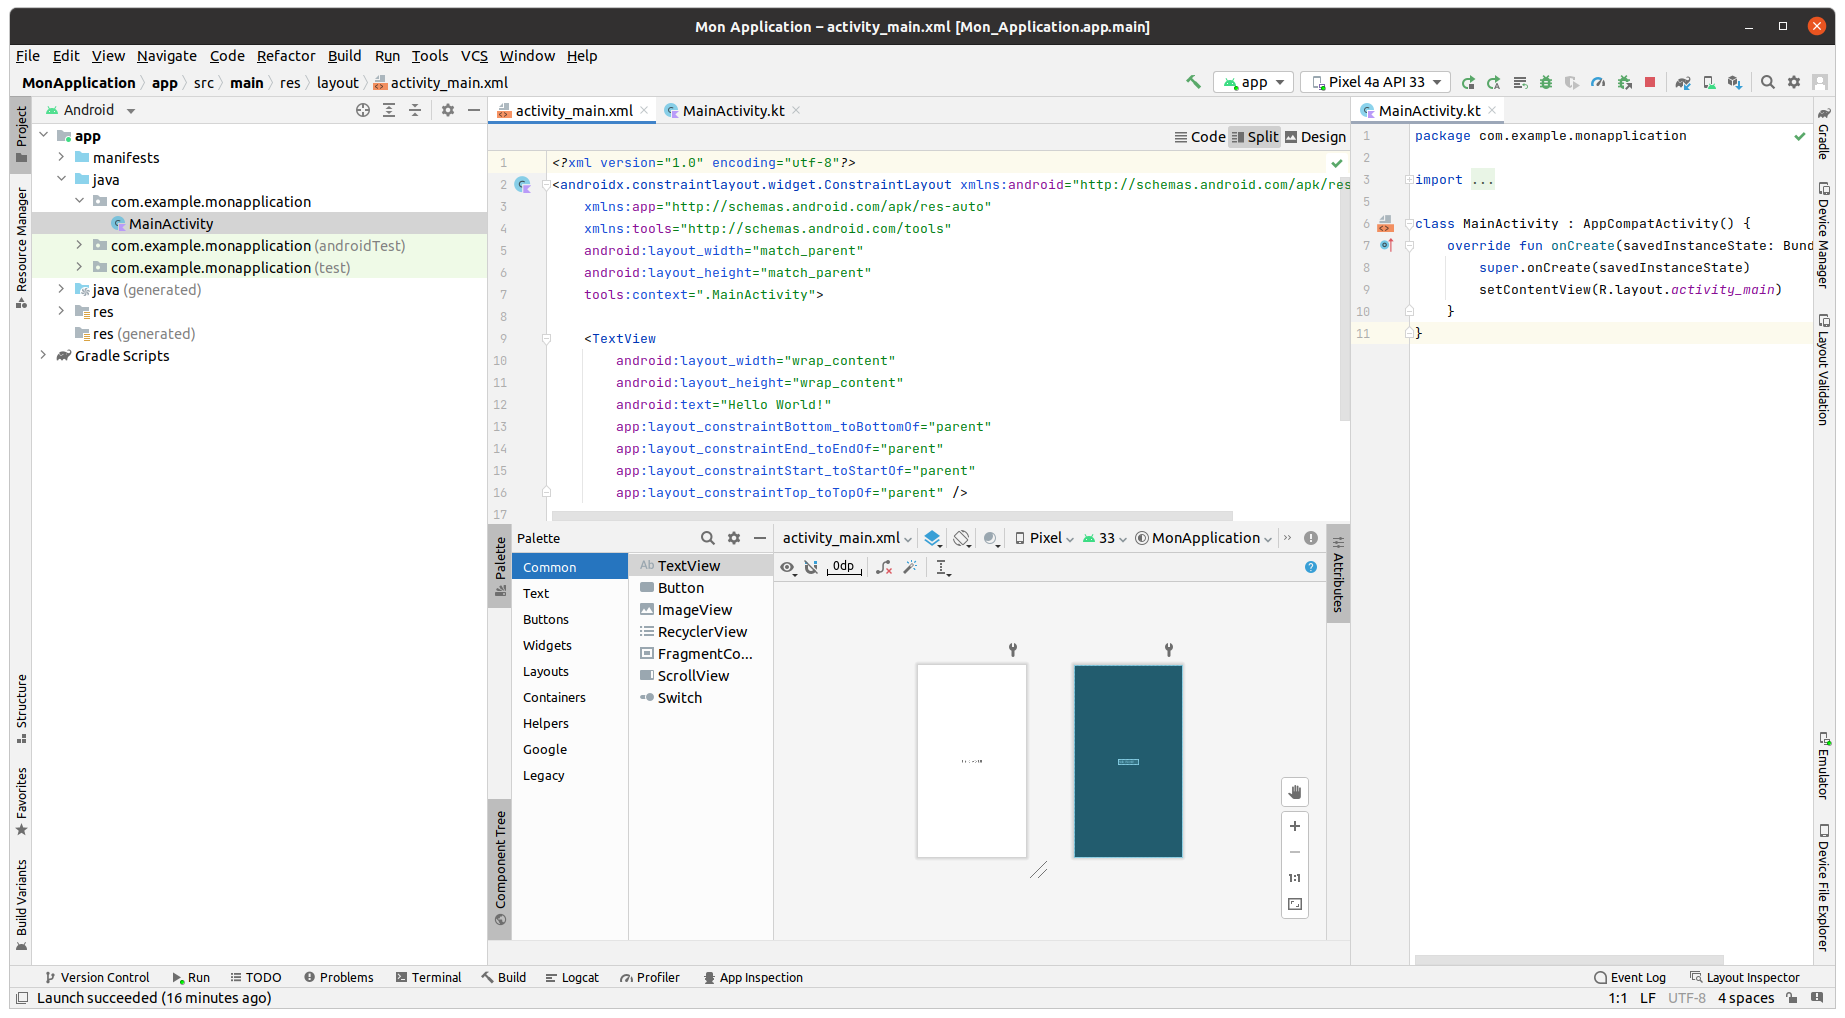 Mon Application – activity_main.xml [Mon_Application.app.main]
File Edit View Navigate Code Refactor Build Run Tools VCS Window Help
MonApplication app src main res layout activity_main.xml
app Pixel 4a API 33
Project
Resource Manager
Structure
Favorites
Build Variants
Android
app
manifests
java
com.example.monapplication
MainActivity
com.example.monapplication (androidTest)
com.example.monapplication (test)
java (generated)
res
res (generated)
Gradle Scripts
activity_main.xml MainActivity.kt
Code Split Design
1 <?xml version="1.0" encoding="utf-8"?>
2 <androidx.constraintlayout.widget.ConstraintLayout xmlns:android="http://schemas.android.com/apk/res
3 xmlns:app="http://schemas.android.com/apk/res-auto"
4 xmlns:tools="http://schemas.android.com/tools"
5 android:layout_width="match_parent"
6 android:layout_height="match_parent"
7 tools:context=".MainActivity">
8
9 <TextView
10 android:layout_width="wrap_content"
11 android:layout_height="wrap_content"
12 android:text="Hello World!"
13 app:layout_constraintBottom_toBottomOf="parent"
14 app:layout_constraintEnd_toEndOf="parent"
15 app:layout_constraintStart_toStartOf="parent"
16 app:layout_constraintTop_toTopOf="parent" />
17
Palette
Component Tree
Palette
Common
Text
Buttons
Widgets
Layouts
Containers
Helpers
Google
Legacy
Ab TextView
Button
ImageView
RecyclerView
FragmentCo...
ScrollView
Switch
activity_main.xml Pixel 33 MonApplication
0dp
1:1
Attributes
MainActivity.kt
1 package com.example.monapplication
2
3 import ...
5
6 class MainActivity : AppCompatActivity() {
7 override fun onCreate(savedInstanceState: Bund
8 super.onCreate(savedInstanceState)
9 setContentView(R.layout.activity_main)
10 }
11 }
Gradle
Device Manager
Layout Validation
Emulator
Device File Explorer
Version Control Run TODO Problems Terminal Build Logcat Profiler App Inspection Event Log Layout Inspector
Launch succeeded (16 minutes ago) 1:1 LF UTF-8 4 spaces